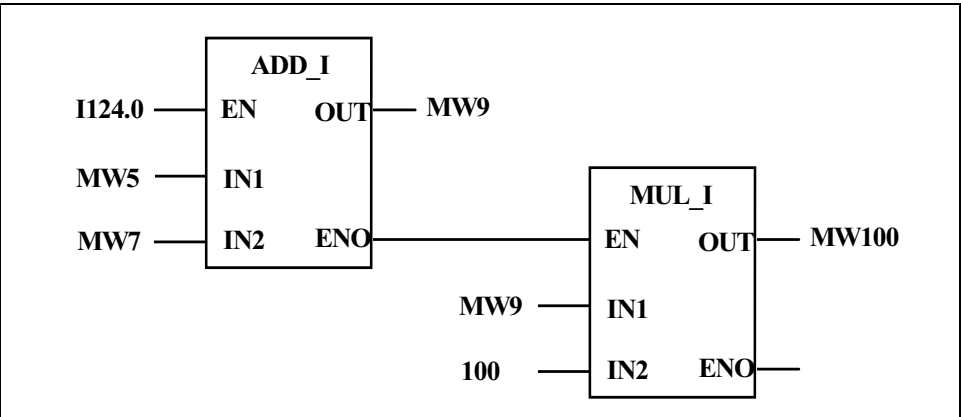 ADD_I
I124.0 EN OUT MW9
MW5 IN1
MW7 IN2 ENO
MUL_I
EN OUT MW100
MW9 IN1
100 IN2 ENO